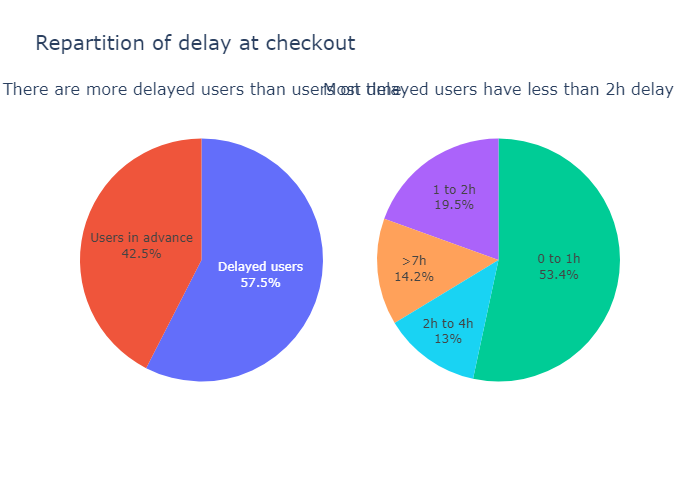 Repartition of delay at checkout
There are more delayed users than users on time
Most delayed users have less than 2h delay
Users in advance
42.5%
Delayed users
57.5%
1 to 2h
19.5%
>7h
14.2%
2h to 4h
13%
0 to 1h
53.4%